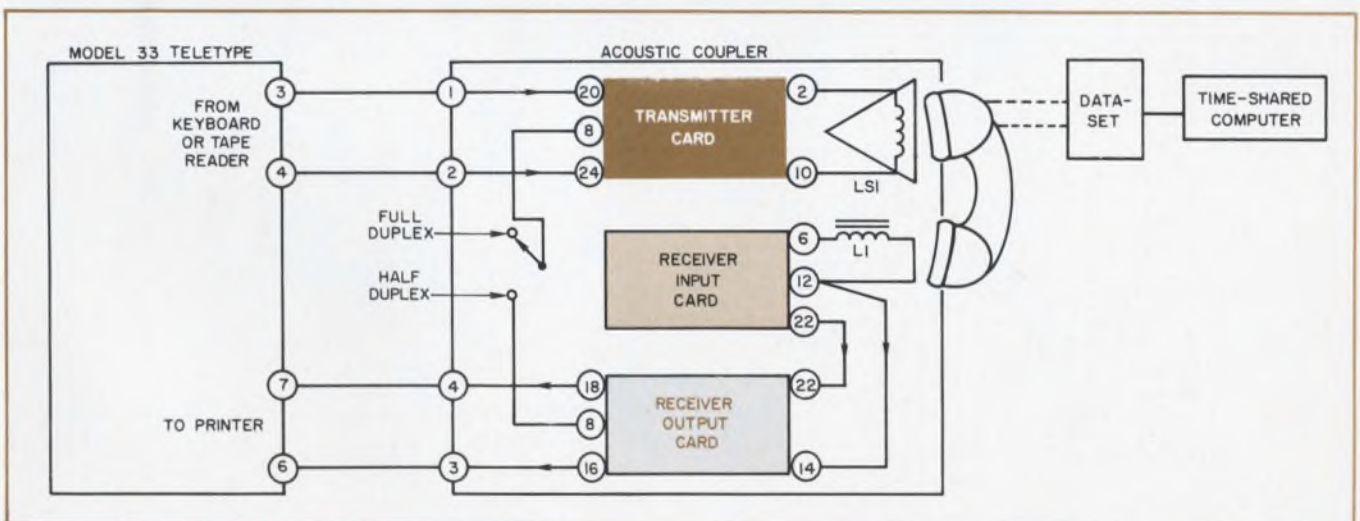 MODEL 33 TELETYPE
ACOUSTIC COUPLER
3
FROM
KEYBOARD
OR TAPE
READER
4
1
2
20
8
24
TRANSMITTER
CARD
2
10
LS1
DATA-
SET
TIME-SHARED
COMPUTER
FULL
DUPLEX
HALF
DUPLEX
RECEIVER
INPUT
CARD
6
12
22
L1
7
TO PRINTER
6
4
3
18
8
16
RECEIVER
OUTPUT
CARD
22
14